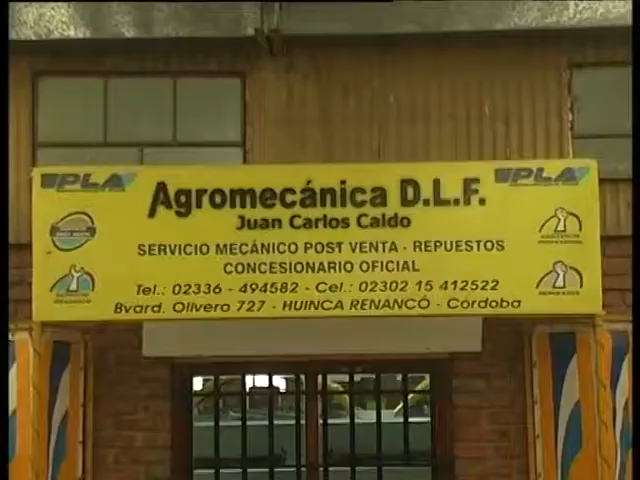 PLA
PLA
Agromecánica D.L.F.
Juan Carlos Caldo
SERVICIO MECÁNICO POST VENTA - REPUESTOS
CONCESIONARIO OFICIAL
Tel.: 02336 - 494582 - Cel.: 02302 15 412522
Bvard. Olivero 727 - HUINCA RENANCÓ - Córdoba